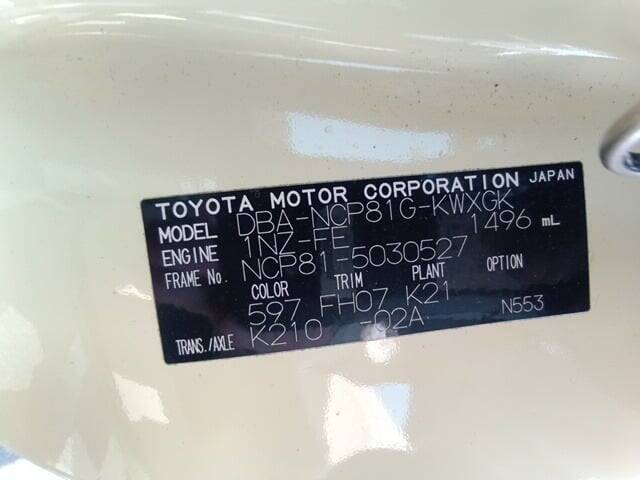 TOYOTA MOTOR CORPORATION JAPAN
MODEL DBA-NCP81G-KWXGK
ENGINE 1NZ-FE 1496 mL
FRAME No. NCP81-5030527
COLOR TRIM PLANT OPTION
597 FH07 K21
TRANS./AXLE K210 -02A N553